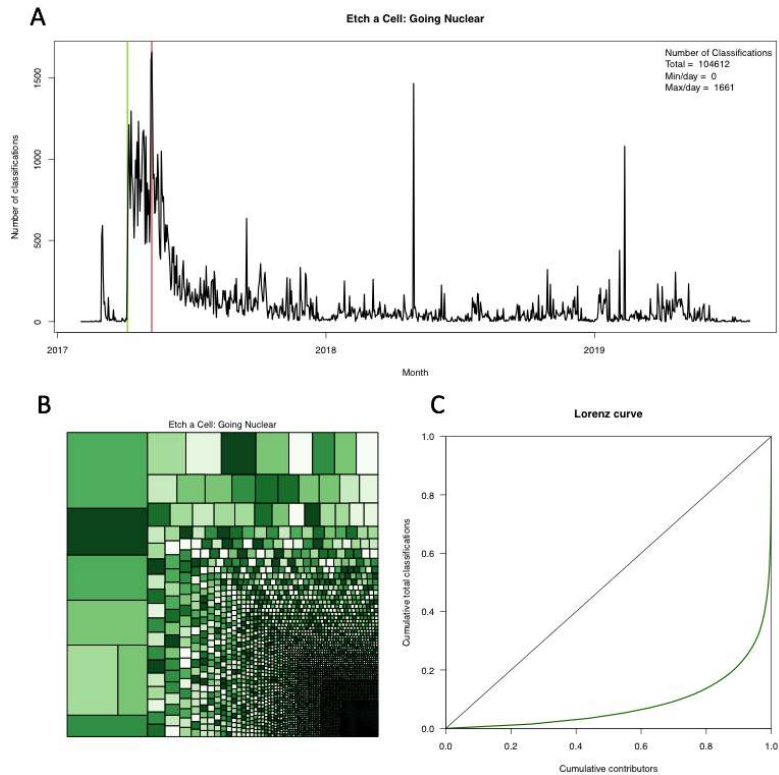 A
Etch a Cell: Going Nuclear
Number of Classifications
Total = 104612
Min/day = 0
Max/day = 1661
Number of classifications
1500
1000
500
0
2017
2018
2019
Month
B
Etch a Cell: Going Nuclear
C
Lorenz curve
Cumulative total classifications
1.0
0.8
0.6
0.4
0.2
0.0
0.0
0.2
0.4
0.6
0.8
1.0
Cumulative contributors